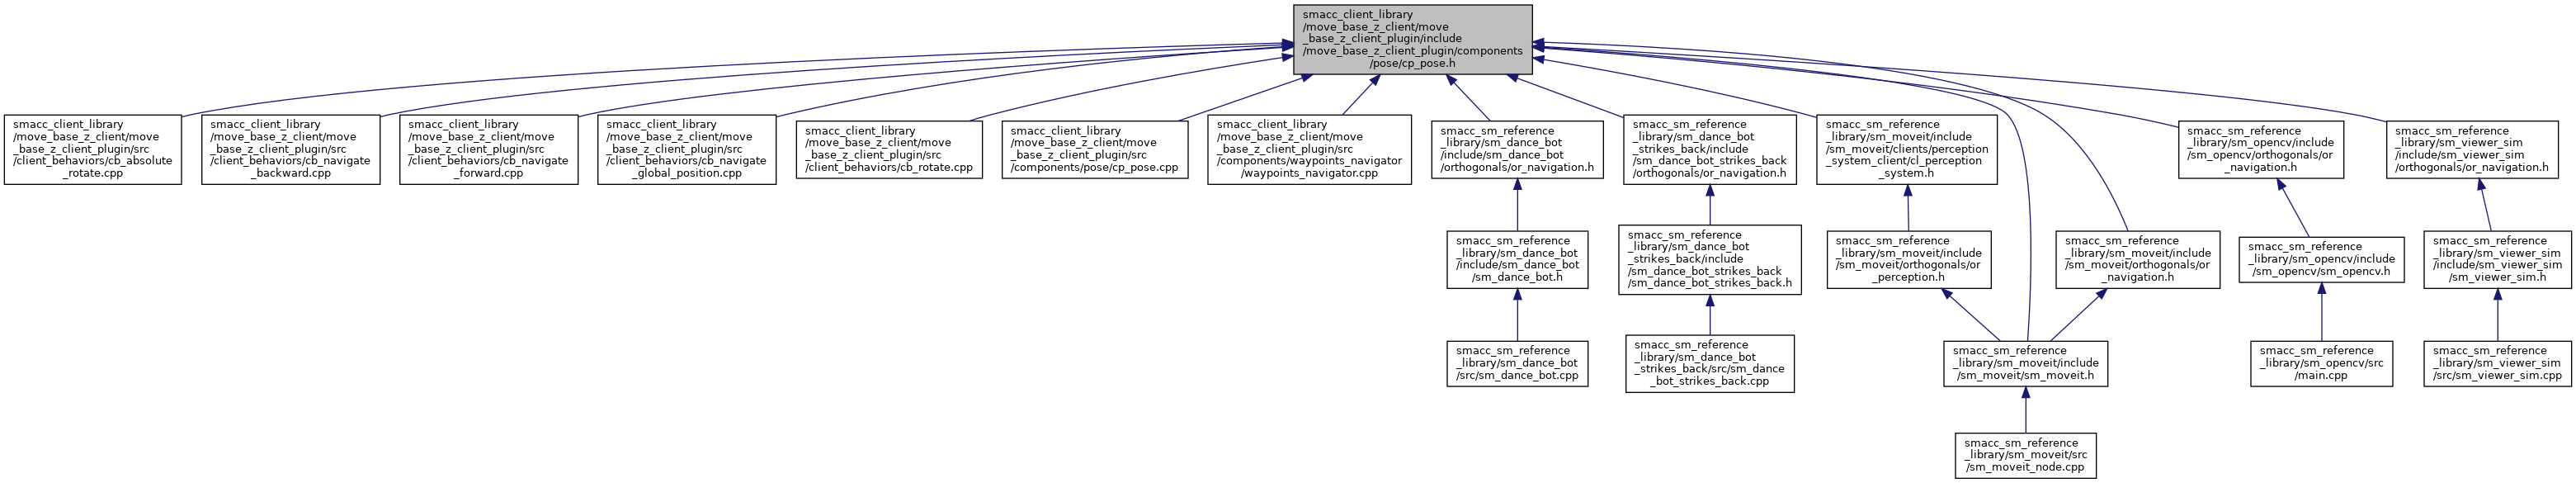 smacc_client_library
/move_base_z_client/move
_base_z_client_plugin/include
/move_base_z_client_plugin/components
/pose/cp_pose.h
smacc_client_library
/move_base_z_client/move
_base_z_client_plugin/src
/client_behaviors/cb_absolute
_rotate.cpp
smacc_client_library
/move_base_z_client/move
_base_z_client_plugin/src
/client_behaviors/cb_navigate
_backward.cpp
smacc_client_library
/move_base_z_client/move
_base_z_client_plugin/src
/client_behaviors/cb_navigate
_forward.cpp
smacc_client_library
/move_base_z_client/move
_base_z_client_plugin/src
/client_behaviors/cb_navigate
_global_position.cpp
smacc_client_library
/move_base_z_client/move
_base_z_client_plugin/src
/client_behaviors/cb_rotate.cpp
smacc_client_library
/move_base_z_client/move
_base_z_client_plugin/src
/components/pose/cp_pose.cpp
smacc_client_library
/move_base_z_client/move
_base_z_client_plugin/src
/components/waypoints_navigator
/waypoints_navigator.cpp
smacc_sm_reference
_library/sm_dance_bot
/include/sm_dance_bot
/orthogonals/or_navigation.h
smacc_sm_reference
_library/sm_dance_bot
_strikes_back/include
/sm_dance_bot_strikes_back
/orthogonals/or_navigation.h
smacc_sm_reference
_library/sm_moveit/include
/sm_moveit/clients/perception
_system_client/cl_perception
_system.h
smacc_sm_reference
_library/sm_opencv/include
/sm_opencv/orthogonals/or
_navigation.h
smacc_sm_reference
_library/sm_viewer_sim
/include/sm_viewer_sim
/orthogonals/or_navigation.h
smacc_sm_reference
_library/sm_dance_bot
/include/sm_dance_bot
/sm_dance_bot.h
smacc_sm_reference
_library/sm_dance_bot
_strikes_back/include
/sm_dance_bot_strikes_back
/sm_dance_bot_strikes_back.h
smacc_sm_reference
_library/sm_moveit/include
/sm_moveit/orthogonals/or
_perception.h
smacc_sm_reference
_library/sm_moveit/include
/sm_moveit/orthogonals/or
_navigation.h
smacc_sm_reference
_library/sm_opencv/include
/sm_opencv/sm_opencv.h
smacc_sm_reference
_library/sm_viewer_sim
/include/sm_viewer_sim
/sm_viewer_sim.h
smacc_sm_reference
_library/sm_dance_bot
/src/sm_dance_bot.cpp
smacc_sm_reference
_library/sm_dance_bot
_strikes_back/src/sm_dance
_bot_strikes_back.cpp
smacc_sm_reference
_library/sm_moveit/include
/sm_moveit/sm_moveit.h
smacc_sm_reference
_library/sm_opencv/src
/main.cpp
smacc_sm_reference
_library/sm_viewer_sim
/src/sm_viewer_sim.cpp
smacc_sm_reference
_library/sm_moveit/src
/sm_moveit_node.cpp